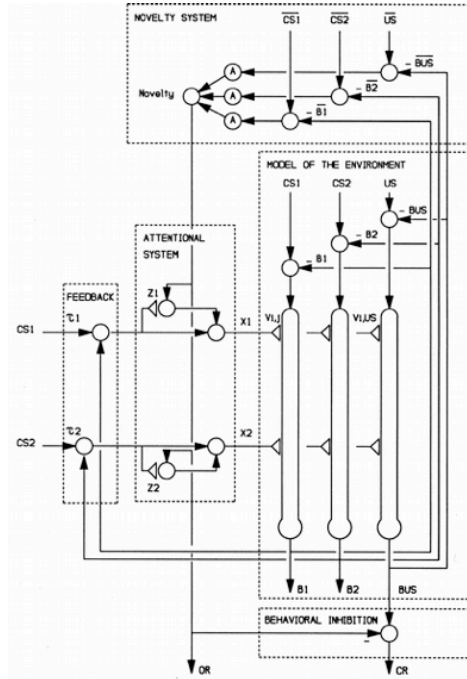 NOVELTY SYSTEM
CS1 CS2 US
A
BUS
Novelty
A
B2
A
B1
MODEL OF THE ENVIRONMENT
CS1 CS2 US
BUS
B2
B1
ATTENTIONAL
SYSTEM
FEEDBACK
Z1
CS1 τ1 X1 V1,J V1,US
CS2 τ2 X2
Z2
B1 B2 BUS
BEHAVIORAL INHIBITION
OR CR